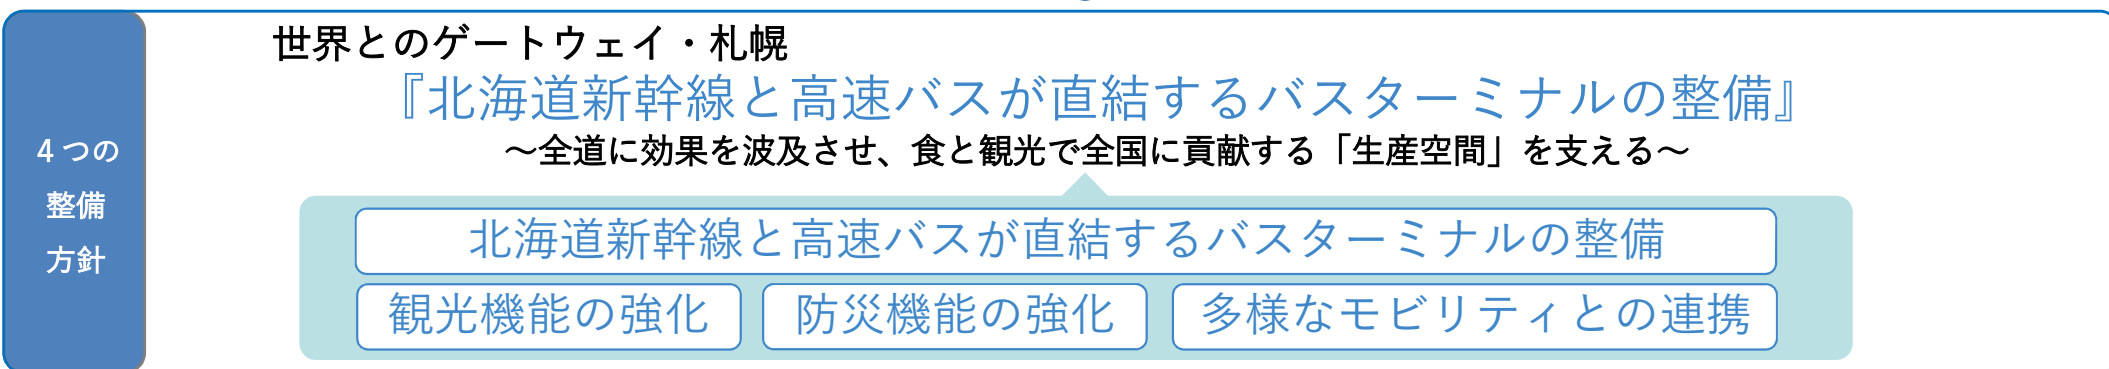 4つの
整備
方針
世界とのゲートウェイ・札幌
『北海道新幹線と高速バスが直結するバスターミナルの整備』
～全道に効果を波及させ、食と観光で全国に貢献する「生産空間」を支える～
北海道新幹線と高速バスが直結するバスターミナルの整備
観光機能の強化
防災機能の強化
多様なモビリティとの連携